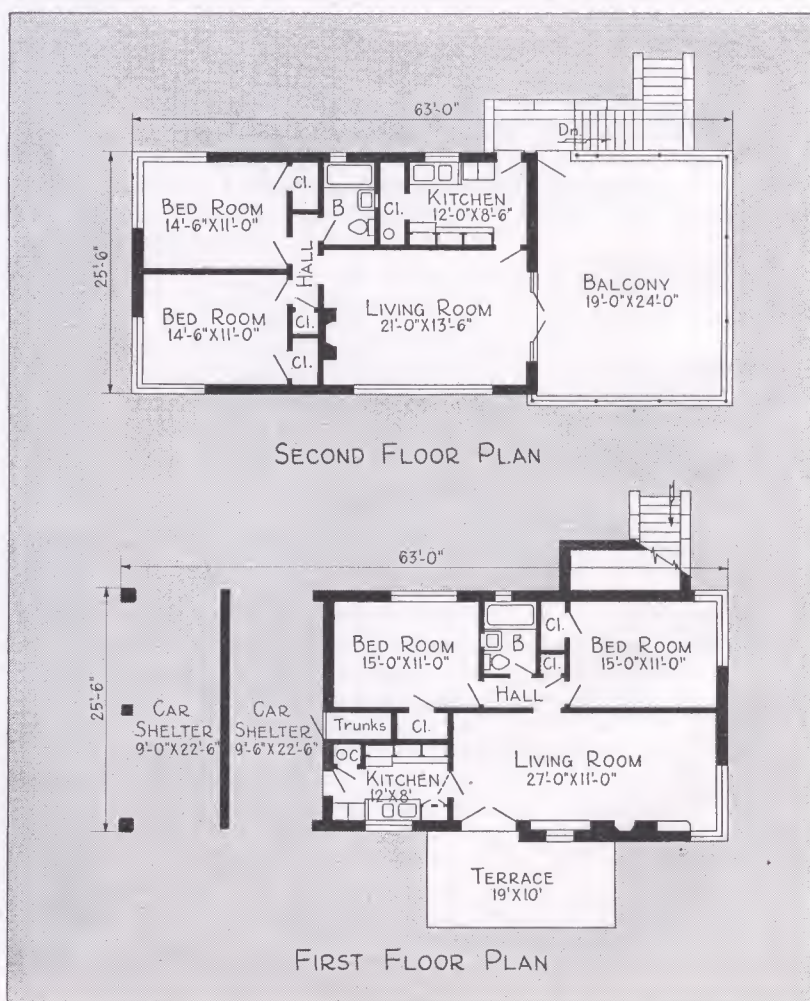 63'-0"
Dn.
25'-6"
BED ROOM
14'-6"X11'-0"
Cl.
B
Cl.
KITCHEN
12'-0"X8'-6"
HALL
BALCONY
19'-0"X24'-0"
BED ROOM
14'-6"X11'-0"
Cl.
Cl.
LIVING ROOM
21'-0"X13'-6"
SECOND FLOOR PLAN
63'-0"
25'-6"
BED ROOM
15'-0"X11'-0"
B
Cl.
Cl.
BED ROOM
15'-0"X11'-0"
HALL
CAR
SHELTER
9'-0"X22'-6"
CAR
SHELTER
9'-6"X22'-6"
Trunks
Cl.
C
KITCHEN
12'X8'
LIVING ROOM
27'-0"X11'-0"
TERRACE
19'X10'
FIRST FLOOR PLAN